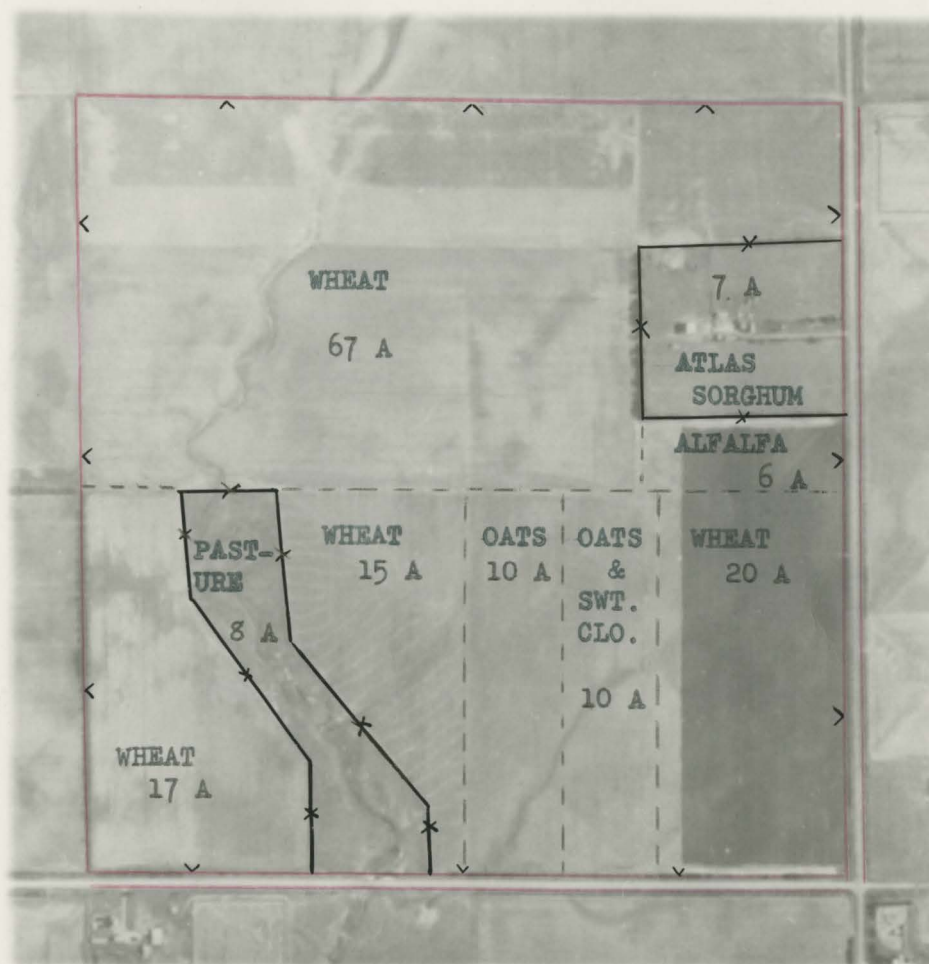 WHEAT
67 A
7 A
ATLAS
SORGHUM
ALFALFA
6 A
PAST-
URE
8 A
WHEAT
15 A
OATS
10 A
OATS
&
SWT.
CLO.
10 A
WHEAT
20 A
WHEAT
17 A